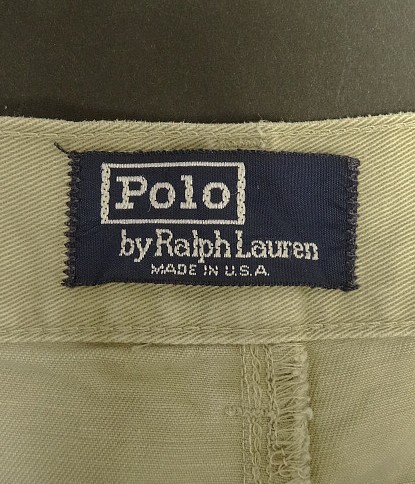 Polo
by Ralph Lauren
MADE IN U.S.A.